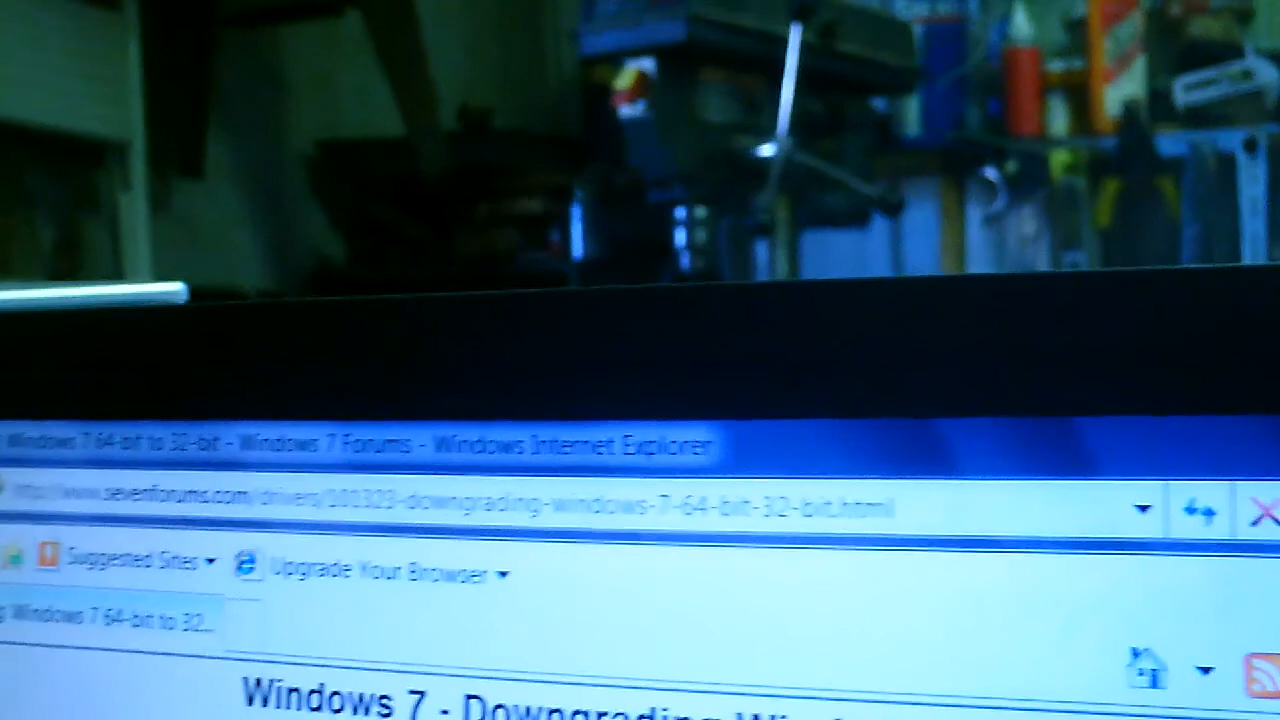 Windows 7 64-bit to 32-bit - Windows 7 Forums - Windows Internet Explorer
http://www.sevenforums.com/drivers/101323-downgrading-windows-7-64-bit-32-bit.html
Suggested Sites Upgrade Your Browser
g Windows 7 64-bit to 32...
Windows 7 - Downgrading